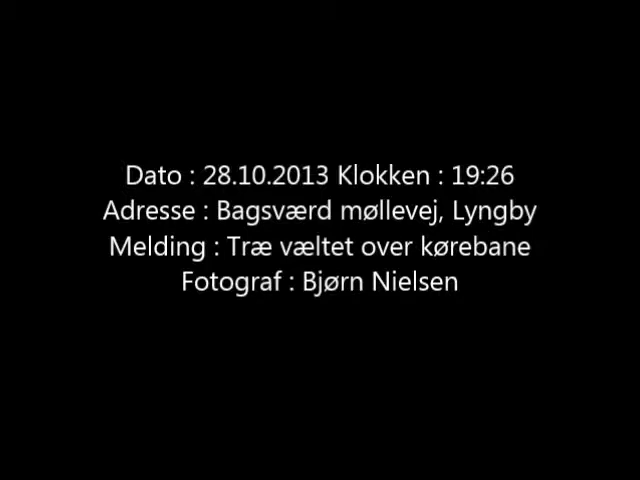 Dato : 28.10.2013 Klokken : 19:26
Adresse : Bagsværd møllevej, Lyngby
Melding : Træ væltet over kørebane
Fotograf : Bjørn Nielsen